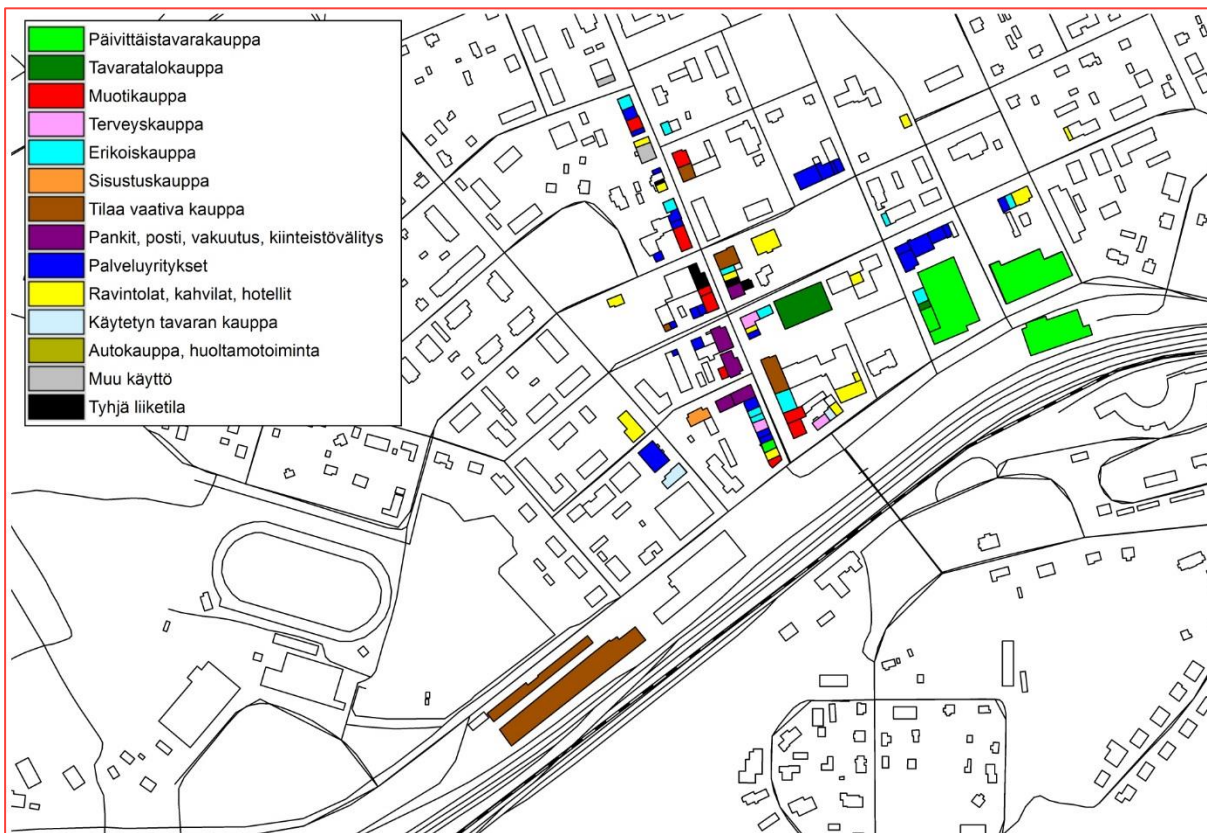 Päivittäistavarakauppa
Tavaratalokauppa
Muotikauppa
Terveyskauppa
Erikoiskauppa
Sisustuskauppa
Tilaa vaativa kauppa
Pankit, posti, vakuutus, kiinteistövälitys
Palveluyritykset
Ravintolat, kahvilat, hotellit
Käytetyn tavaran kauppa
Autokauppa, huoltamotoiminta
Muu käyttö
Tyhjä liiketila